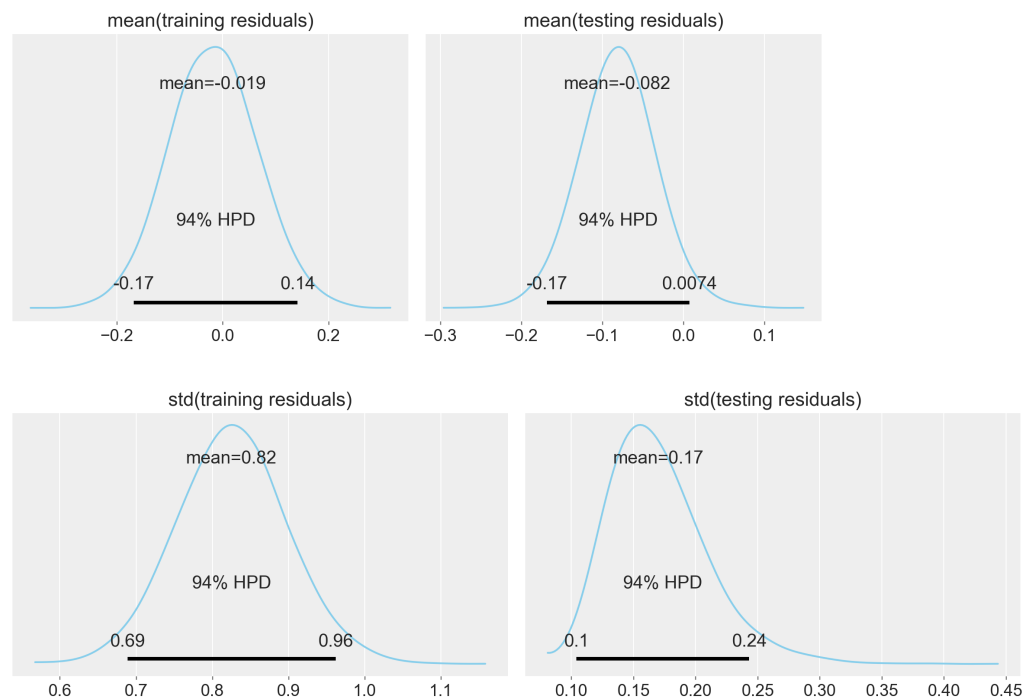 mean(training residuals)
mean=-0.019
94% HPD
-0.17 0.14
−0.2 0.0 0.2
mean(testing residuals)
mean=-0.082
94% HPD
-0.17 0.0074
−0.3 −0.2 −0.1 0.0 0.1
std(training residuals)
mean=0.82
94% HPD
0.69 0.96
0.6 0.7 0.8 0.9 1.0 1.1
std(testing residuals)
mean=0.17
94% HPD
0.1 0.24
0.10 0.15 0.20 0.25 0.30 0.35 0.40 0.45